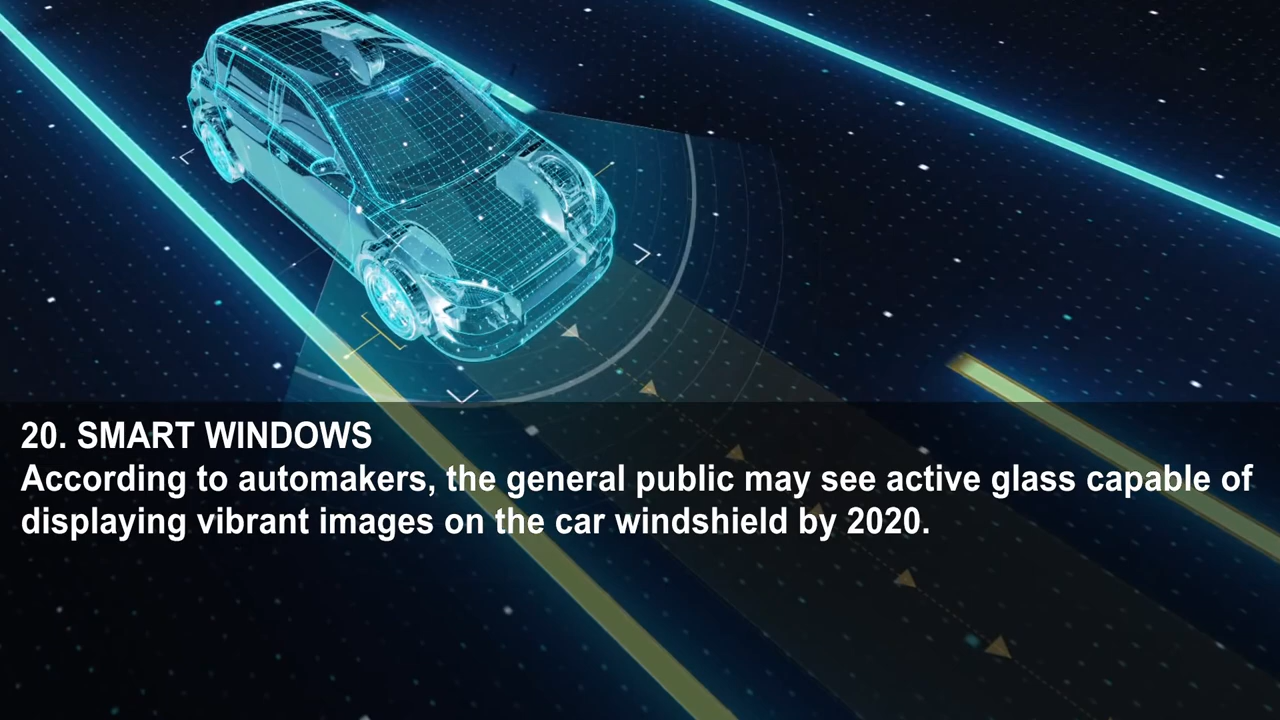 20. SMART WINDOWS
According to automakers, the general public may see active glass capable of
displaying vibrant images on the car windshield by 2020.